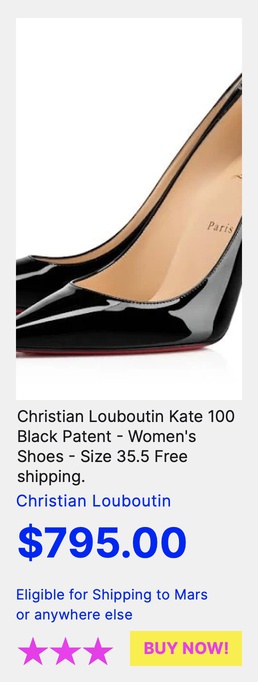 Paris
Christian Louboutin Kate 100
Black Patent - Women's
Shoes - Size 35.5 Free
shipping.
Christian Louboutin
$795.00
Eligible for Shipping to Mars
or anywhere else
BUY NOW!